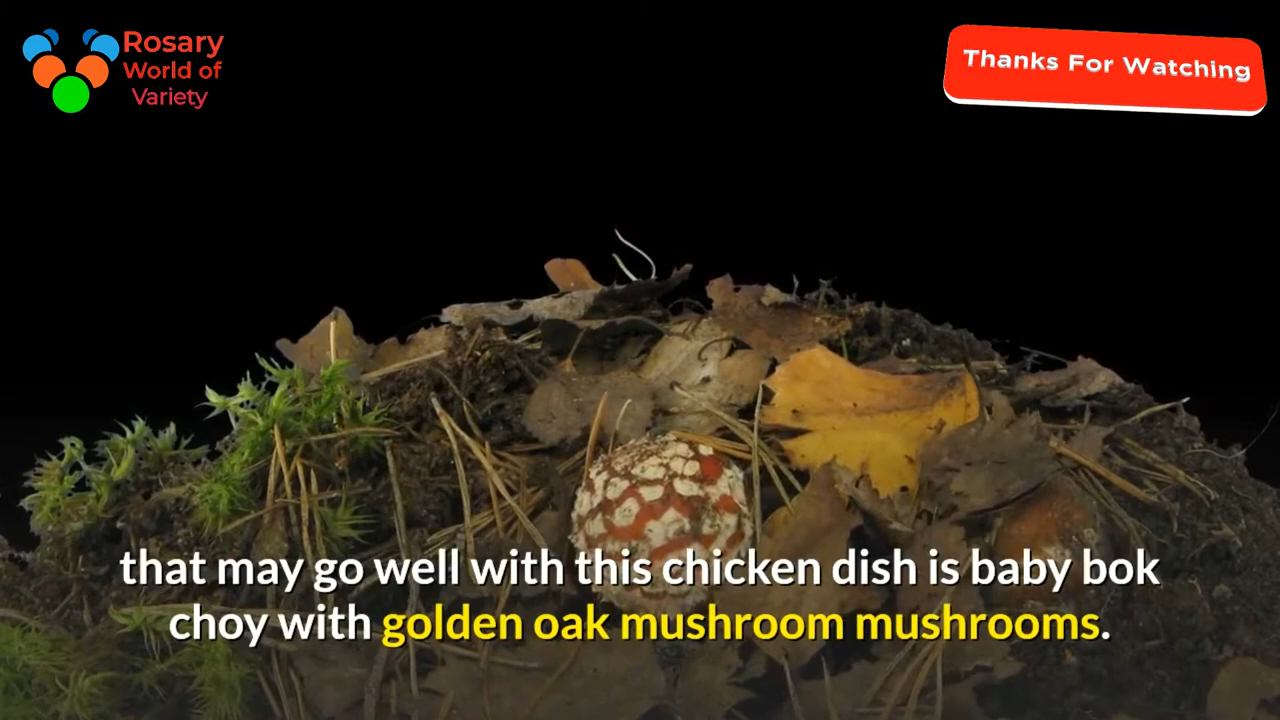 Rosary
World of
Variety
Thanks For Watching
that may go well with this chicken dish is baby bok
choy with golden oak mushroom mushrooms.